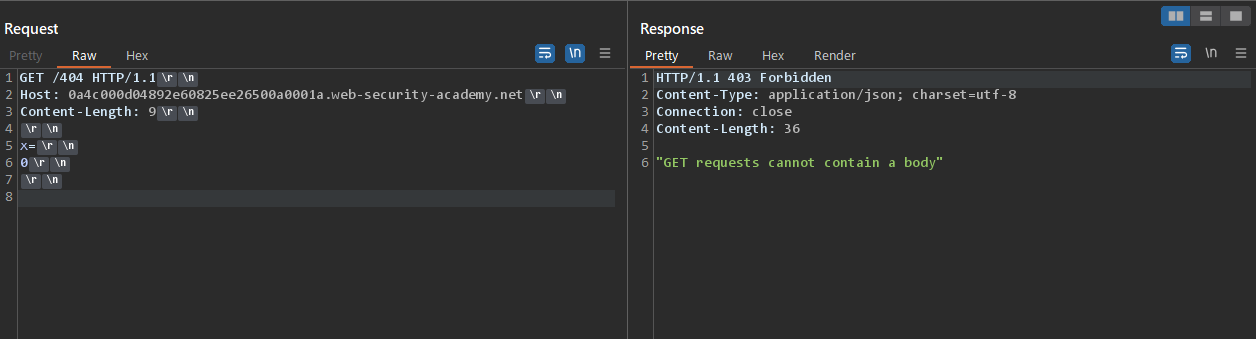 Request
Pretty Raw Hex \n
1 GET /404 HTTP/1.1\r\n
2 Host: 0a4c000d04892e60825ee26500a0001a.web-security-academy.net\r\n
3 Content-Length: 9\r\n
4 \r\n
5 x=\r\n
6 0\r\n
7 \r\n
8
Response
Pretty Raw Hex Render \n
1 HTTP/1.1 403 Forbidden
2 Content-Type: application/json; charset=utf-8
3 Connection: close
4 Content-Length: 36
5
6 "GET requests cannot contain a body"